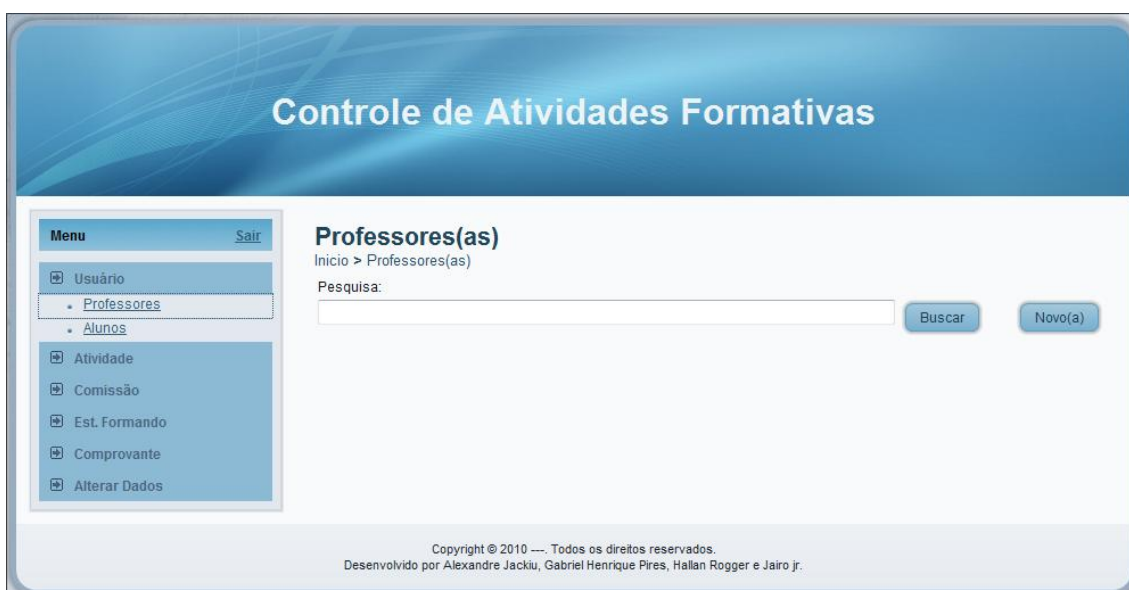 Controle de Atividades Formativas
Menu Sair
Usuário
Professores
Alunos
Atividade
Comissão
Est. Formando
Comprovante
Alterar Dados
Professores(as)
Inicio > Professores(as)
Pesquisa:
Buscar Novo(a)
Copyright © 2010 ---. Todos os direitos reservados.
Desenvolvido por Alexandre Jackiu, Gabriel Henrique Pires, Hallan Rogger e Jairo jr.